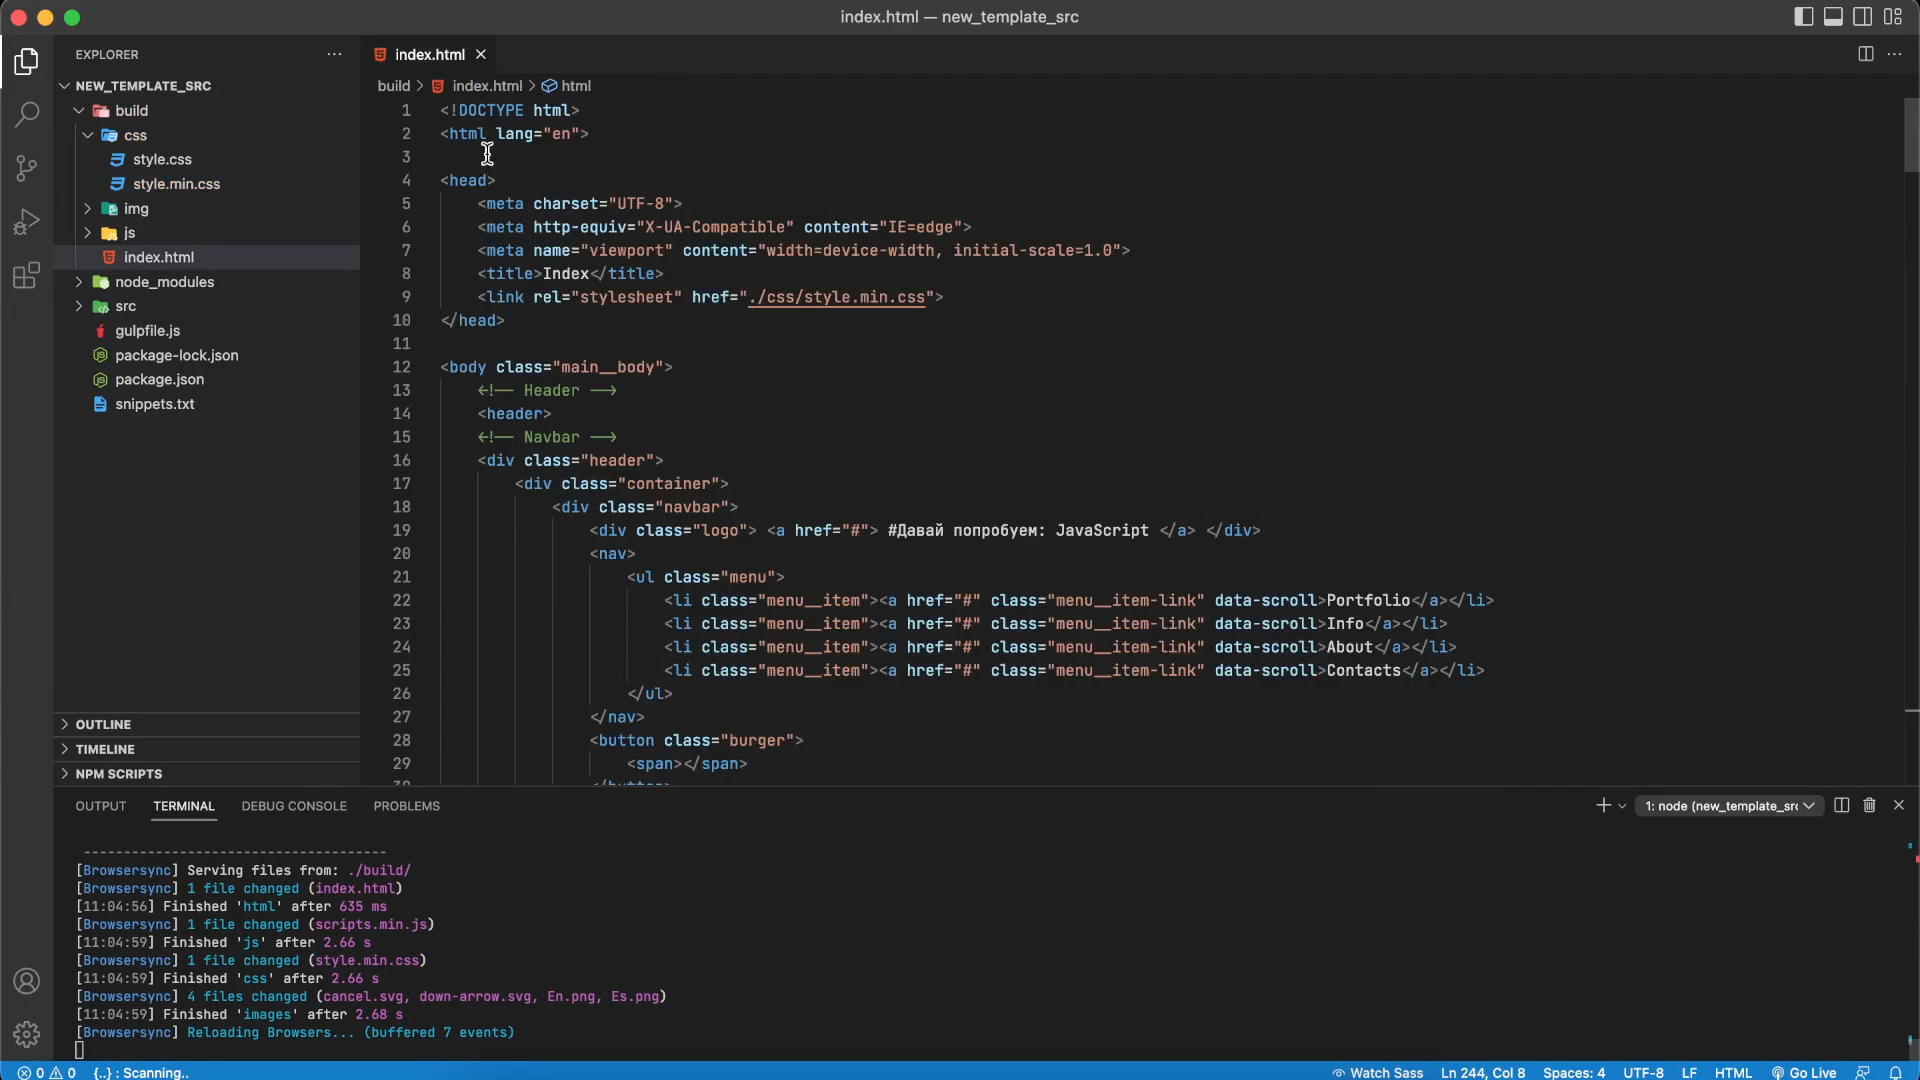 index.html — new_template_src
EXPLORER
NEW_TEMPLATE_SRC
build
css
style.css
style.min.css
img
js
index.html
node_modules
src
gulpfile.js
package-lock.json
package.json
snippets.txt
OUTLINE
TIMELINE
NPM SCRIPTS
index.html
build > index.html > html
1 <!DOCTYPE html>
2 <html lang="en">
3
4 <head>
5 <meta charset="UTF-8">
6 <meta http-equiv="X-UA-Compatible" content="IE=edge">
7 <meta name="viewport" content="width=device-width, initial-scale=1.0">
8 <title>Index</title>
9 <link rel="stylesheet" href="./css/style.min.css">
10 </head>
11
12 <body class="main__body">
13 <!-- Header -->
14 <header>
15 <!-- Navbar -->
16 <div class="header">
17 <div class="container">
18 <div class="navbar">
19 <div class="logo"> <a href="#"> #Давай попробуем: JavaScript </a> </div>
20 <nav>
21 <ul class="menu">
22 <li class="menu__item"><a href="#" class="menu__item-link" data-scroll>Portfolio</a></li>
23 <li class="menu__item"><a href="#" class="menu__item-link" data-scroll>Info</a></li>
24 <li class="menu__item"><a href="#" class="menu__item-link" data-scroll>About</a></li>
25 <li class="menu__item"><a href="#" class="menu__item-link" data-scroll>Contacts</a></li>
26 </ul>
27 </nav>
28 <button class="burger">
29 <span></span>
OUTPUT TERMINAL DEBUG CONSOLE PROBLEMS
1: node (new_template_src
--------------------------------------
[Browsersync] Serving files from: ./build/
[Browsersync] 1 file changed (index.html)
[11:04:56] Finished 'html' after 635 ms
[Browsersync] 1 file changed (scripts.min.js)
[11:04:59] Finished 'js' after 2.66 s
[Browsersync] 1 file changed (style.min.css)
[11:04:59] Finished 'css' after 2.66 s
[Browsersync] 4 files changed (cancel.svg, down-arrow.svg, En.png, Es.png)
[11:04:59] Finished 'images' after 2.68 s
[Browsersync] Reloading Browsers... (buffered 7 events)
0 0 {..} : Scanning.. Watch Sass Ln 244, Col 8 Spaces: 4 UTF-8 LF HTML Go Live